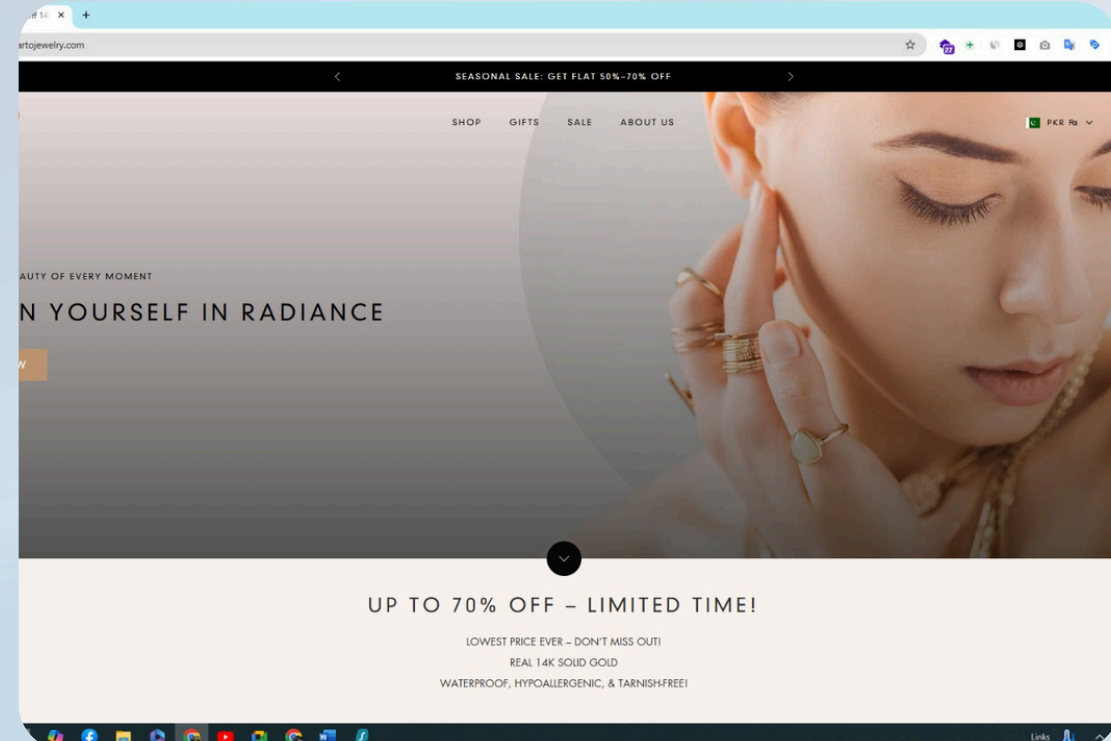 artojewelry.com
27
SEASONAL SALE: GET FLAT 50%–70% OFF
SHOP GIFTS SALE ABOUT US
PKR ₨
AUTY OF EVERY MOMENT
N YOURSELF IN RADIANCE
W
UP TO 70% OFF – LIMITED TIME!
LOWEST PRICE EVER – DON'T MISS OUT!
REAL 14K SOLID GOLD
WATERPROOF, HYPOALLERGENIC, & TARNISH-FREE!
Links